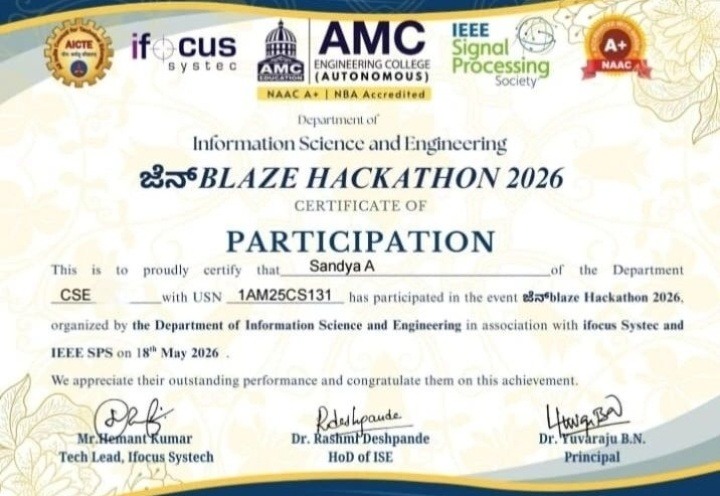 AICTE
ifocus
systec
AMC
EDUCATION
AMC
ENGINEERING COLLEGE
(AUTONOMOUS)
NAAC A+ | NBA Accredited
IEEE
Signal
Processing
Society
A+
NAAC
Department of
Information Science and Engineering
ಜೆನ್BLAZE HACKATHON 2026
CERTIFICATE OF
PARTICIPATION
This is to proudly certify that Sandya A of the Department
CSE with USN 1AM25CS131 has participated in the event ಜೆನ್blaze Hackathon 2026,
organized by the Department of Information Science and Engineering in association with ifocus Systec and
IEEE SPS on 18th May 2026 .
We appreciate their outstanding performance and congratulate them on this achievement.
Rdeshpande
Mr.Hemant Kumar
Tech Lead, Ifocus Systech
Dr. Rashmi Deshpande
HoD of ISE
Dr. Yuvaraju B.N.
Principal